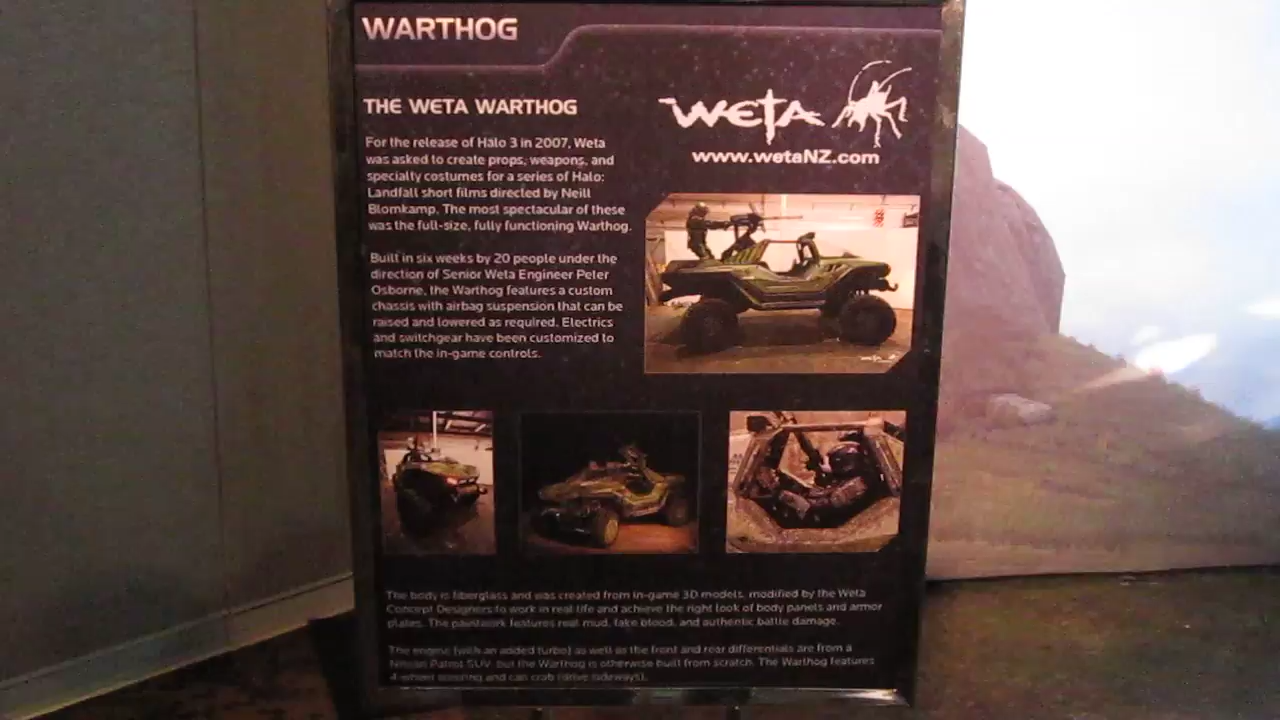 WARTHOG
THE WETA WARTHOG
For the release of Halo 3 in 2007, Weta
was asked to create props, weapons, and
specialty costumes for a series of Halo:
Landfall short films directed by Neill
Blomkamp. The most spectacular of these
was the full-size, fully functioning Warthog.
Built in six weeks by 20 people under the
direction of Senior Weta Engineer Peter
Osborne, the Warthog features a custom
chassis with airbag suspension that can be
raised and lowered as required. Electrics
and switchgear have been customized to
match the in-game controls.
WETA
www.wetaNZ.com
The body is fiberglass and was created from in-game 3D models, modified by the Weta
Concept Designers to work in real life and achieve the right look of body panels and armor
plates. The paintwork features real mud, fake blood, and authentic battle damage.
The engine (with an added turbo) as well as the front and rear differentials are from a
Nissan Patrol SUV, but the Warthog is otherwise built from scratch. The Warthog features
4-wheel steering and can crab (drive sideways).